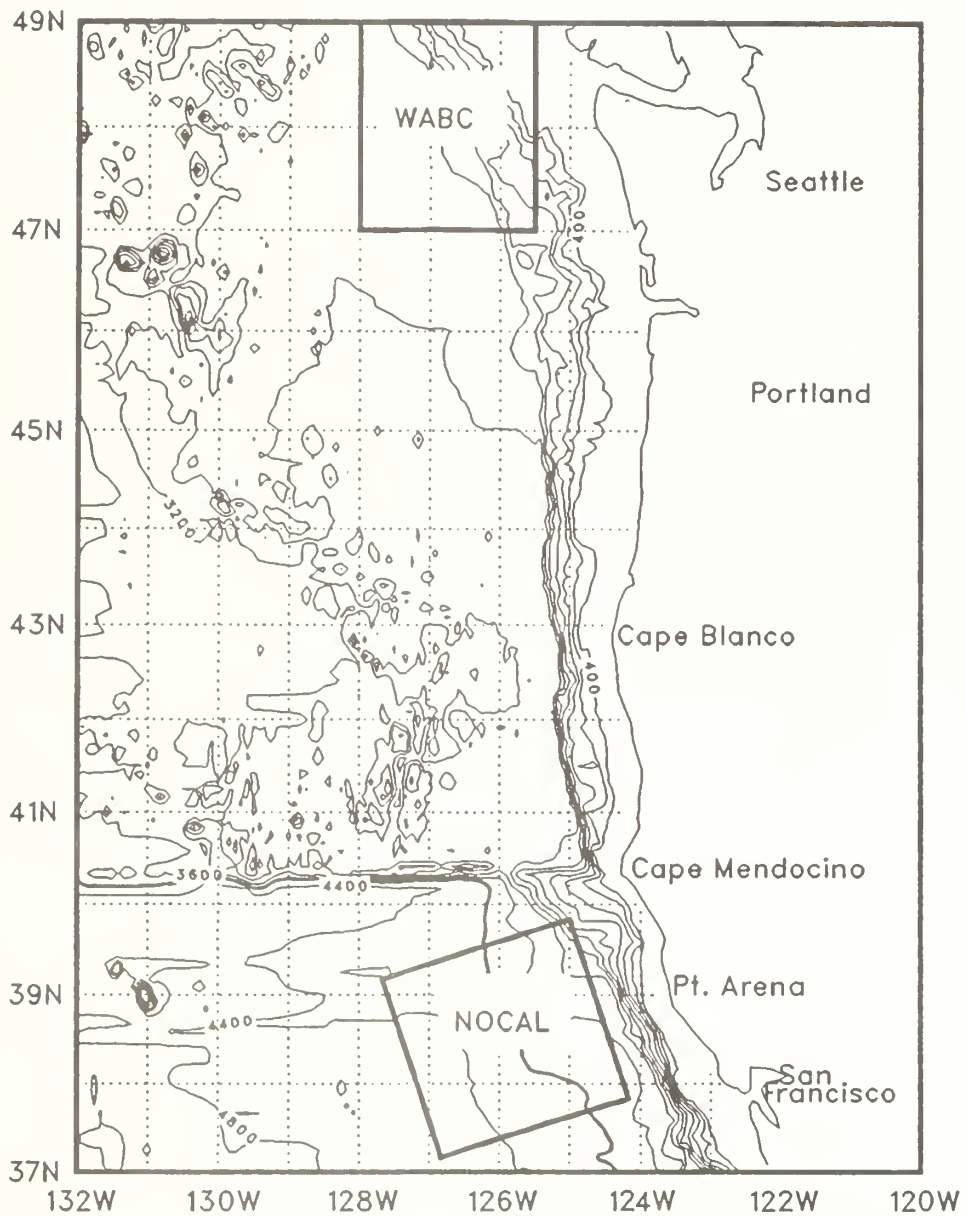 49N
WABC
Seattle
47N
400
Portland
45N
3200
43N
Cape Blanco
400
41N
3600
4400
Cape Mendocino
39N
Pt. Arena
4400
NOCAL
San
Francisco
4800
37N
132W 130W 128W 126W 124W 122W 120W